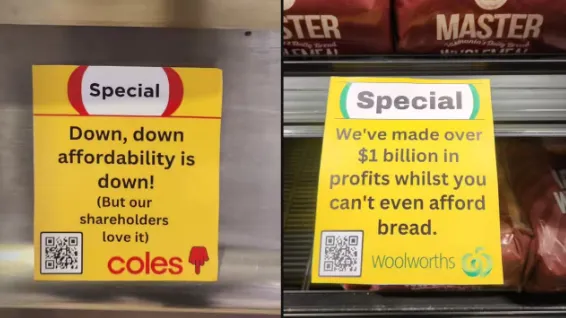 Special
Down, down
affordability is
down!
(But our
shareholders
love it)
coles
STER
MASTER
Special
We've made over
$1 billion in
profits whilst you
can't even afford
bread.
Woolworths